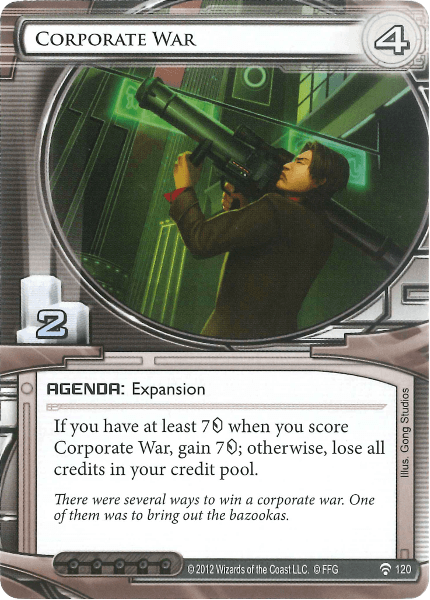 CORPORATE WAR
4
2
AGENDA: Expansion
If you have at least 7 when you score
Corporate War, gain 7; otherwise, lose all
credits in your credit pool.
There were several ways to win a corporate war. One
of them was to bring out the bazookas.
Illus. Gong Studios
© 2012 Wizards of the Coast LLC. © FFG
120